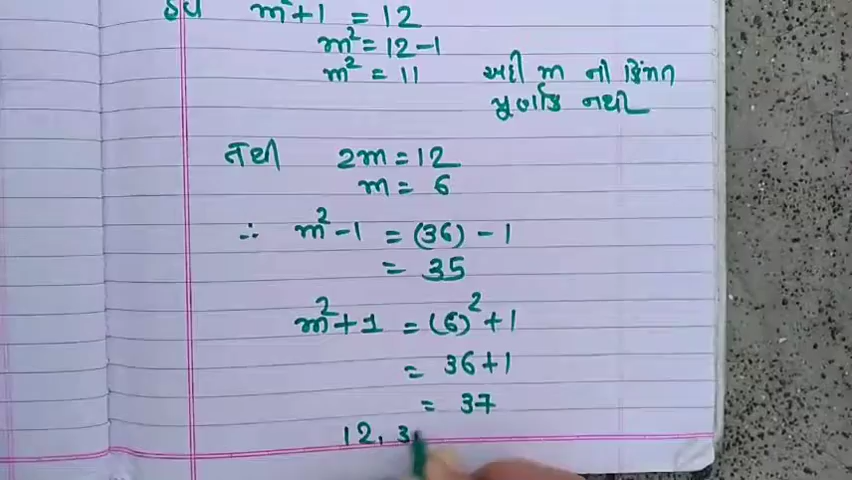 હવે m²+1 = 12
m² = 12-1
m² = 11 અહી m ની કિંમત
પૂર્ણાંક નથી
તેથી 2m = 12
m = 6
∴ m²-1 = (36) - 1
= 35
m²+1 = (6)²+1
= 36+1
= 37
12, 3